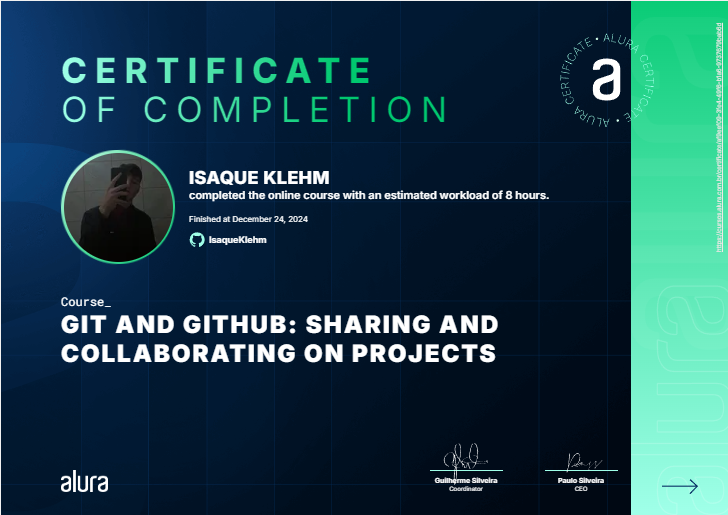 CERTIFICATE
OF COMPLETION
ALURA CERTIFICATE • ALURA CERTIFICATE •
a
ISAQUE KLEHM
completed the online course with an estimated workload of 8 hours.
Finished at December 24, 2024
IsaqueKlehm
Course_
GIT AND GITHUB: SHARING AND
COLLABORATING ON PROJECTS
alura
Guilherme Silveira
Coordinator
Paulo Silveira
CEO
alura